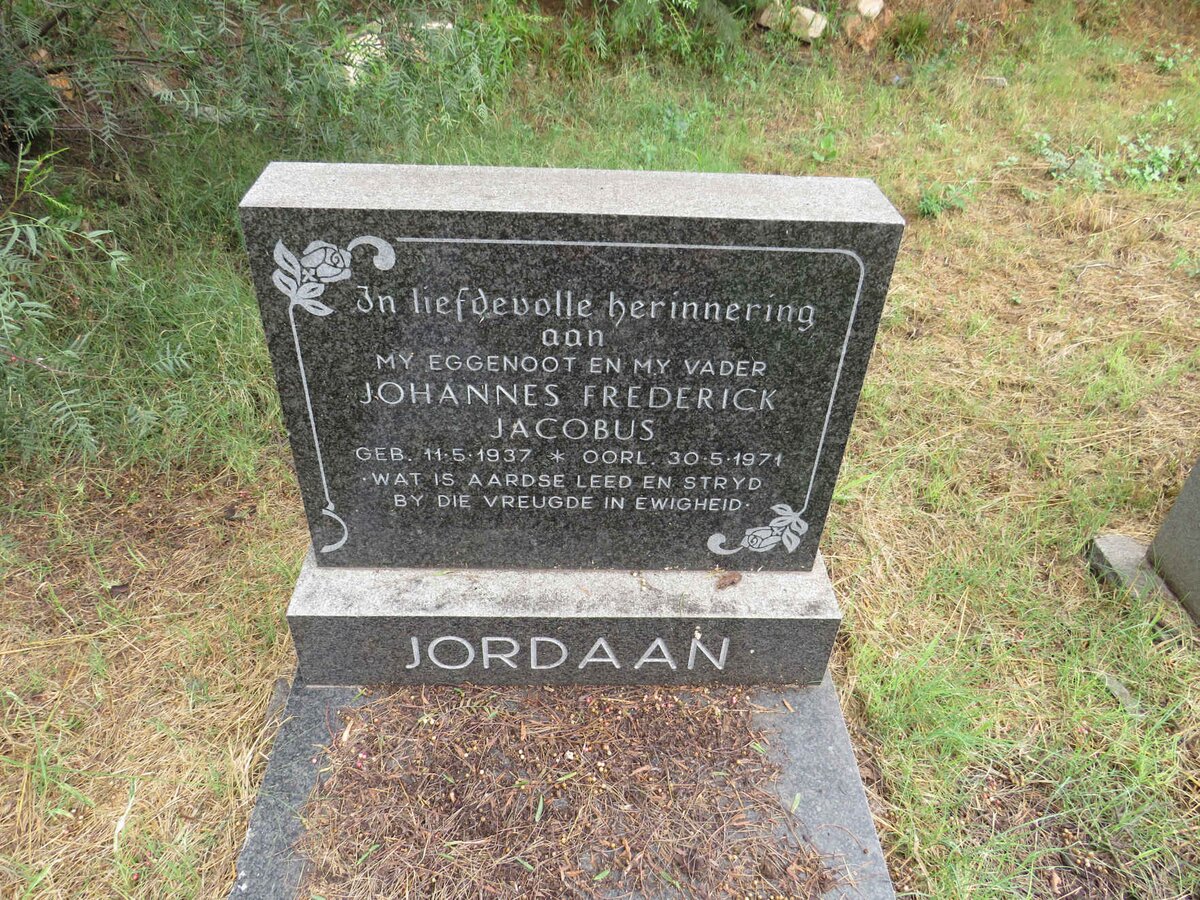 In liefdevolle herinnering
aan
MY EGGENOOT EN MY VADER
JOHANNES FREDERICK
JACOBUS
GEB. 11·5·1937 * OORL. 30·5·1971
·WAT IS AARDSE LEED EN STRYD
BY DIE VREUGDE IN EWIGHEID·
JORDAAN